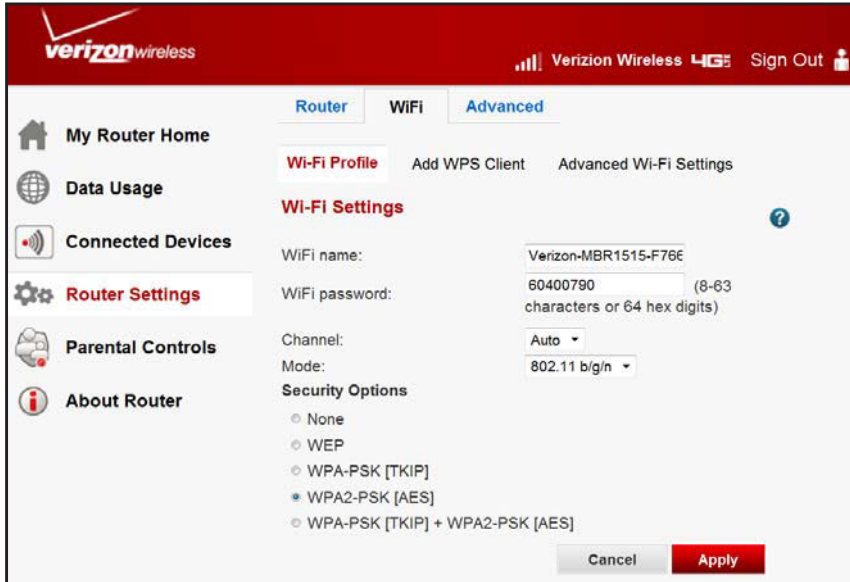 verizonwireless
Verizion Wireless 4G LTE Sign Out
Router WiFi Advanced
My Router Home
Data Usage
Connected Devices
Router Settings
Parental Controls
About Router
Wi-Fi Profile Add WPS Client Advanced Wi-Fi Settings
Wi-Fi Settings
?
WiFi name: Verizon-MBR1515-F766
WiFi password: 60400790 (8-63
characters or 64 hex digits)
Channel: Auto
Mode: 802.11 b/g/n
Security Options
None
WEP
WPA-PSK [TKIP]
WPA2-PSK [AES]
WPA-PSK [TKIP] + WPA2-PSK [AES]
Cancel Apply